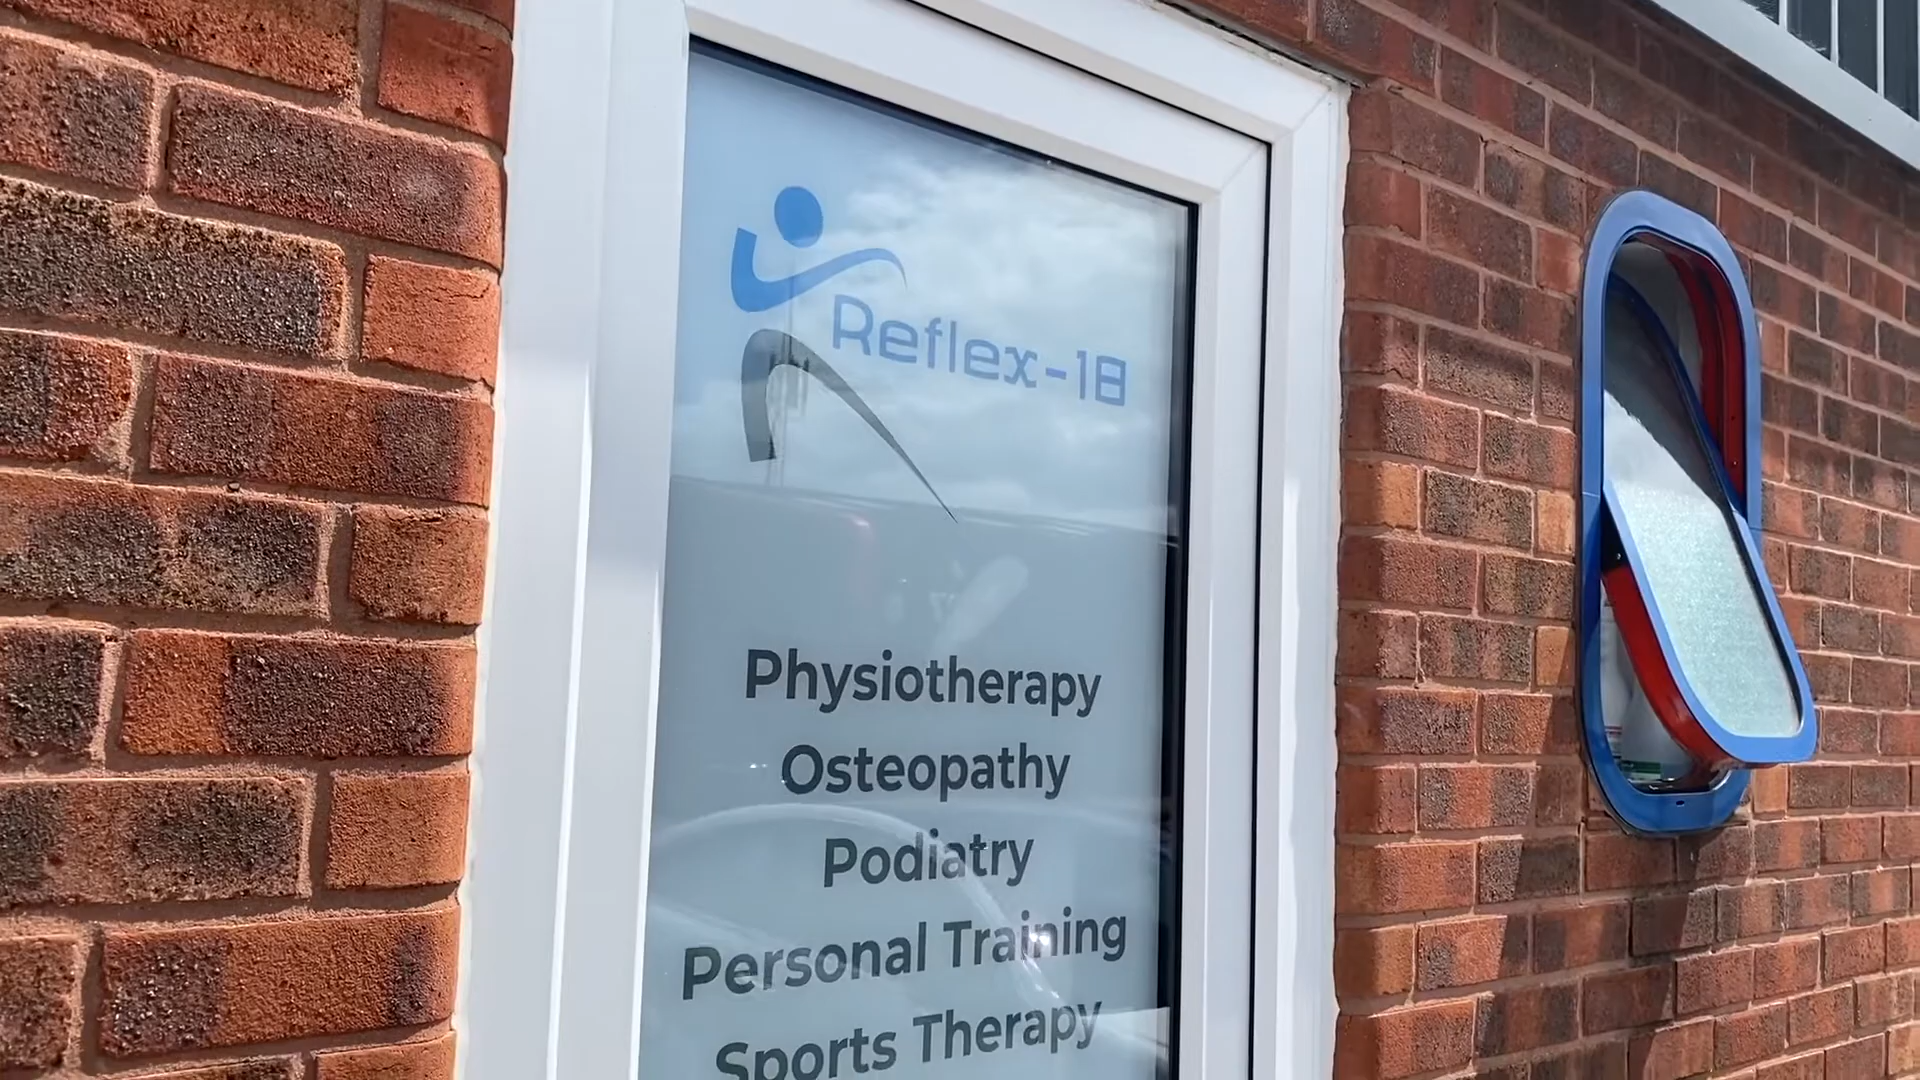 Reflex-18
Physiotherapy
Osteopathy
Podiatry
Personal Training
Sports Therapy